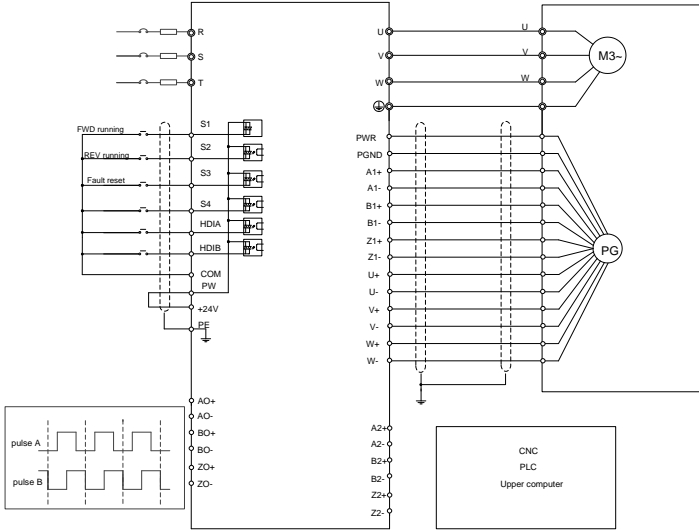 R
S
T
S1
FWD running
S2
REV running
S3
Fault reset
S4
HDIA
HDIB
COM
PW
+24V
PE
AO+
AO-
BO+
BO-
ZO+
ZO-
pulse A
pulse B
U
V
W
PWR
PGND
A1+
A1-
B1+
B1-
Z1+
Z1-
U+
U-
V+
V-
W+
W-
A2+
A2-
B2+
B2-
Z2+
Z2-
U
V
W
M3~
PG
CNC
PLC
Upper computer